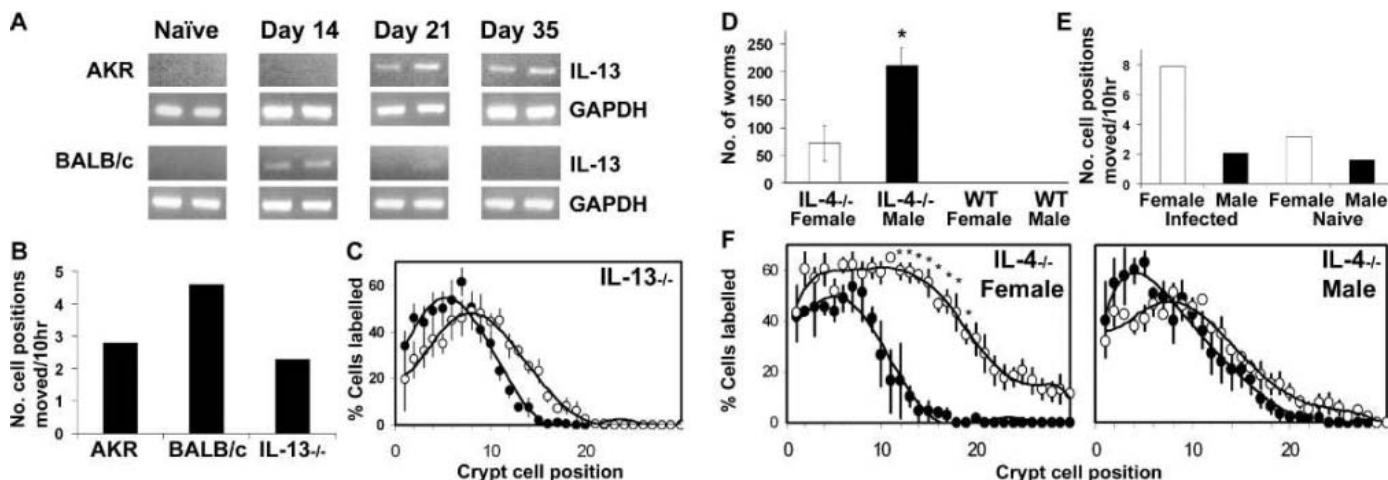 A
Naïve Day 14 Day 21 Day 35
AKR
IL-13
GAPDH
BALB/c
IL-13
GAPDH
B
No. cell positions
moved/10hr
5
4
3
2
1
0
AKR BALB/c IL-13-/-
C
IL-13-/-
% Cells labelled
60
40
20
0
0 10 20
Crypt cell position
D
*
No. of worms
250
200
150
100
50
0
IL-4-/- IL-4-/- WT WT
Female Male Female Male
E
No. cell positions
moved/10hr
8
6
4
2
0
Female Male Female Male
Infected Naive
F
IL-4-/-
Female
* * * * * * *
% Cells labelled
60
40
20
0
0 10 20
Crypt cell position
IL-4-/-
Male
20